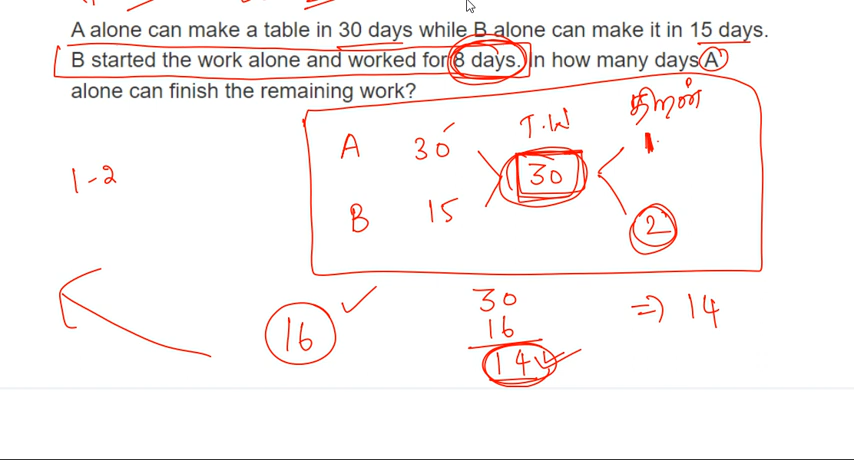 A alone can make a table in 30 days while B alone can make it in 15 days.
B started the work alone and worked for 8 days. In how many days A
alone can finish the remaining work?
T.W திறன்
A 30 30 1
1-2
B 15 2
30 => 14
16 16
14